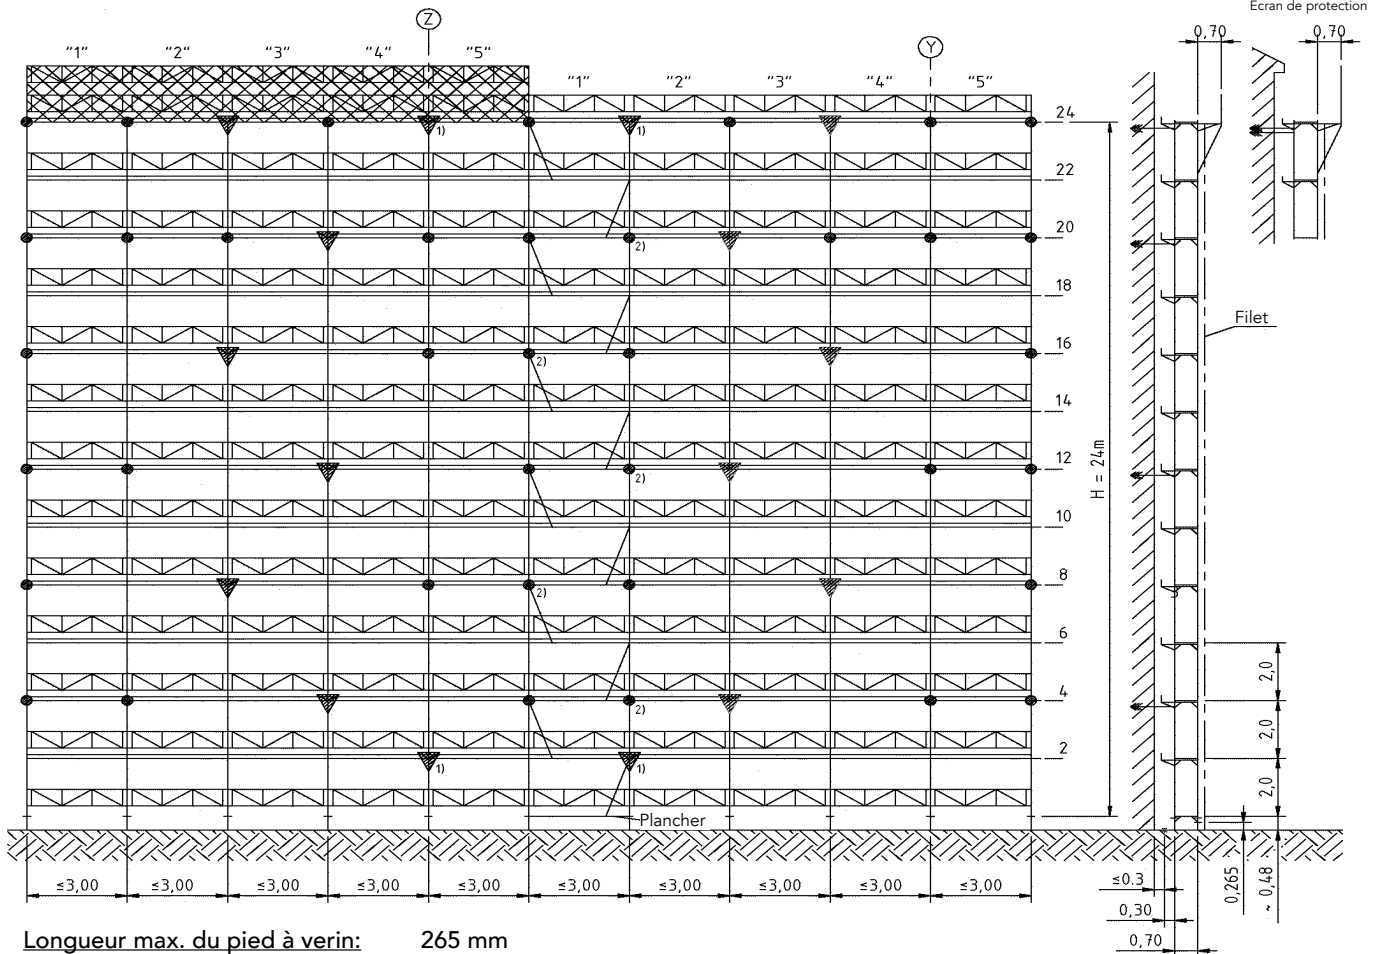 Ecran de protection
0,70
0,70
Z
Y
"1" "2" "3" "4" "5"
"1" "2" "3" "4" "5"
24
1) 1)
22
20
2)
18
Filet
16
2)
14
12
2)
H = 24m
10
8
2)
6
4
2)
2,0
2
1) 1)
2,0
2,0
Plancher
≤3,00 ≤3,00 ≤3,00 ≤3,00 ≤3,00 ≤3,00 ≤3,00 ≤3,00 ≤3,00 ≤3,00
≤0.3
0,265
~ 0,48
0,30
0,70
Longueur max. du pied à verin: 265 mm